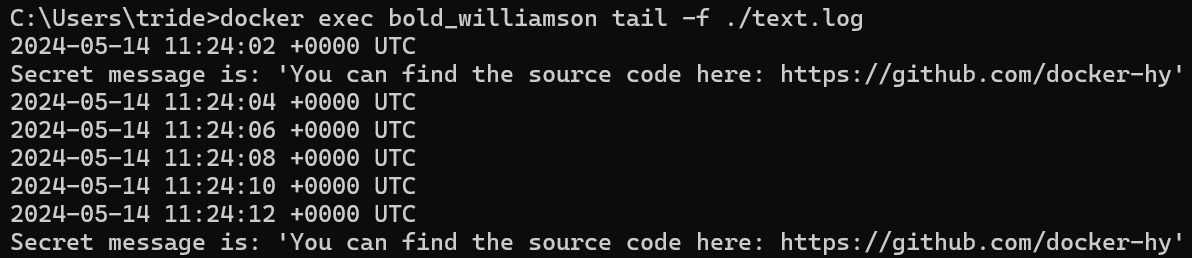 C:\Users\tride>docker exec bold_williamson tail -f ./text.log
2024-05-14 11:24:02 +0000 UTC
Secret message is: 'You can find the source code here: https://github.com/docker-hy'
2024-05-14 11:24:04 +0000 UTC
2024-05-14 11:24:06 +0000 UTC
2024-05-14 11:24:08 +0000 UTC
2024-05-14 11:24:10 +0000 UTC
2024-05-14 11:24:12 +0000 UTC
Secret message is: 'You can find the source code here: https://github.com/docker-hy'